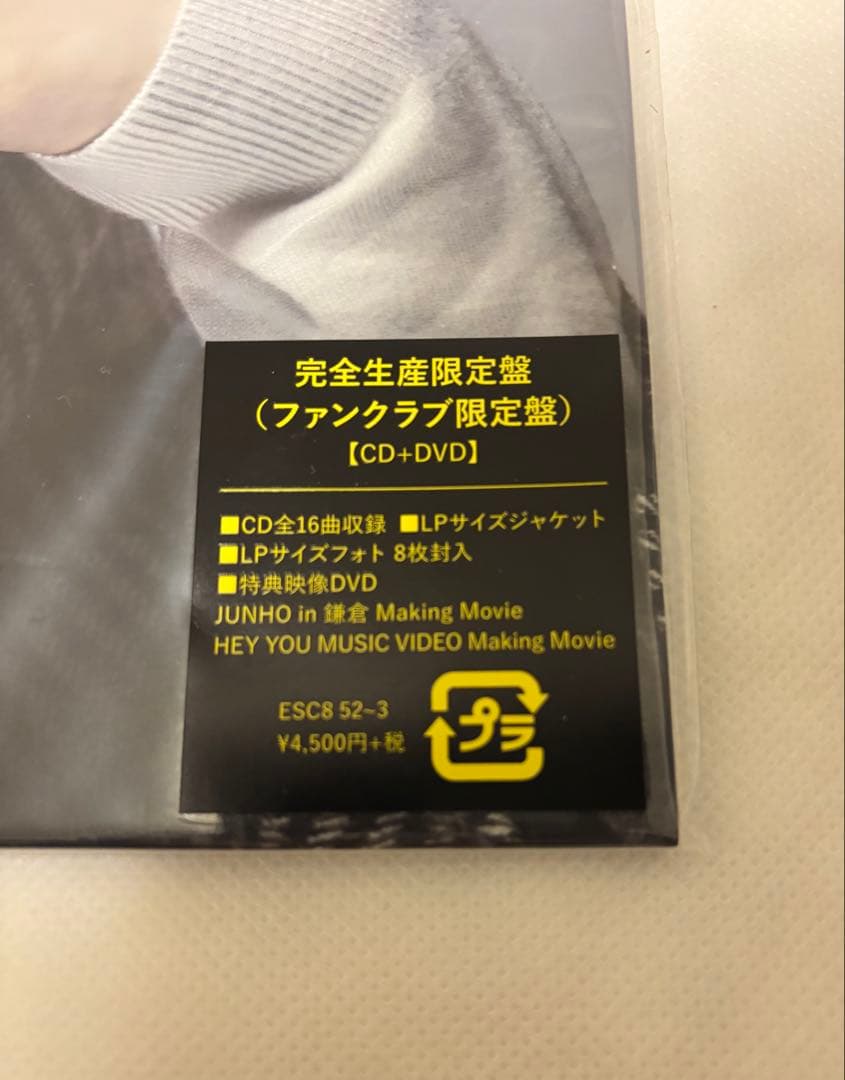 完全生産限定盤
（ファンクラブ限定盤）
【CD+DVD】
■CD全16曲収録 ■LPサイズジャケット
■LPサイズフォト 8枚封入
■特典映像DVD
JUNHO in 鎌倉 Making Movie
HEY YOU MUSIC VIDEO Making Movie
ESC8 52~3
¥4,500円+税
プラ